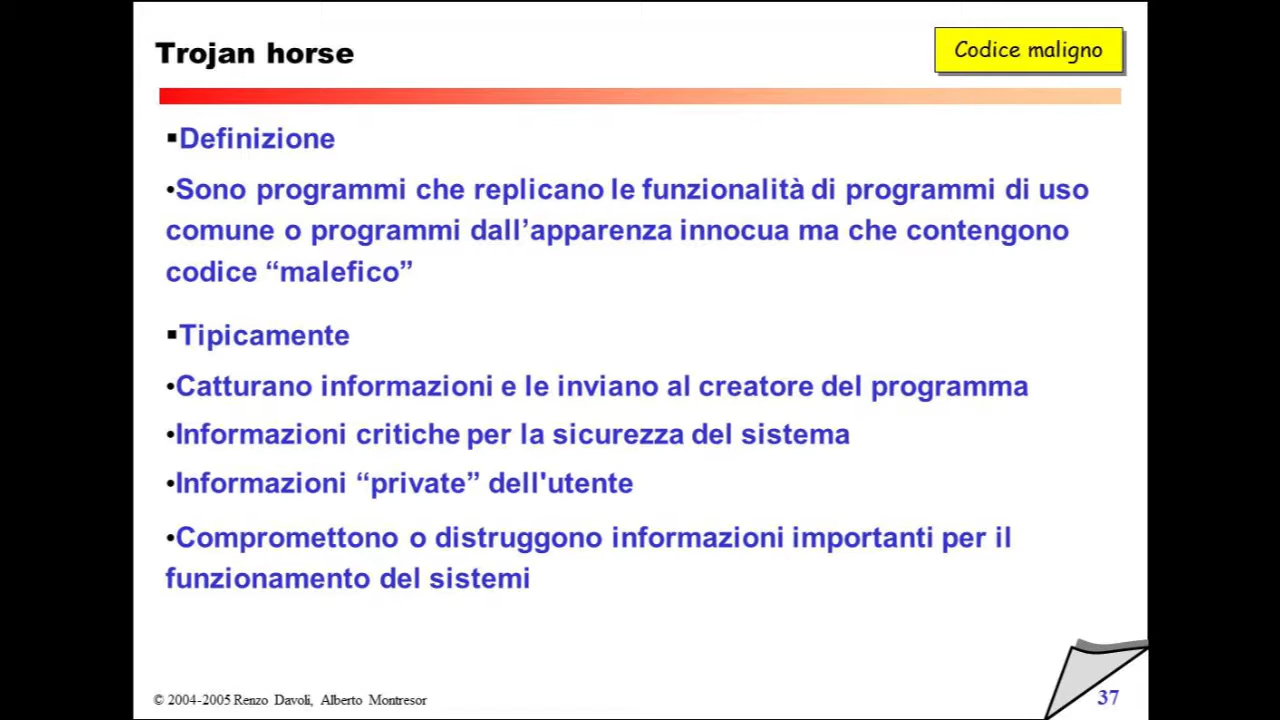 Trojan horse
Codice maligno
▪Definizione
•Sono programmi che replicano le funzionalità di programmi di uso
comune o programmi dall’apparenza innocua ma che contengono
codice “malefico”
▪Tipicamente
•Catturano informazioni e le inviano al creatore del programma
•Informazioni critiche per la sicurezza del sistema
•Informazioni “private” dell'utente
•Compromettono o distruggono informazioni importanti per il
funzionamento del sistemi
© 2004-2005 Renzo Davoli, Alberto Montresor
37